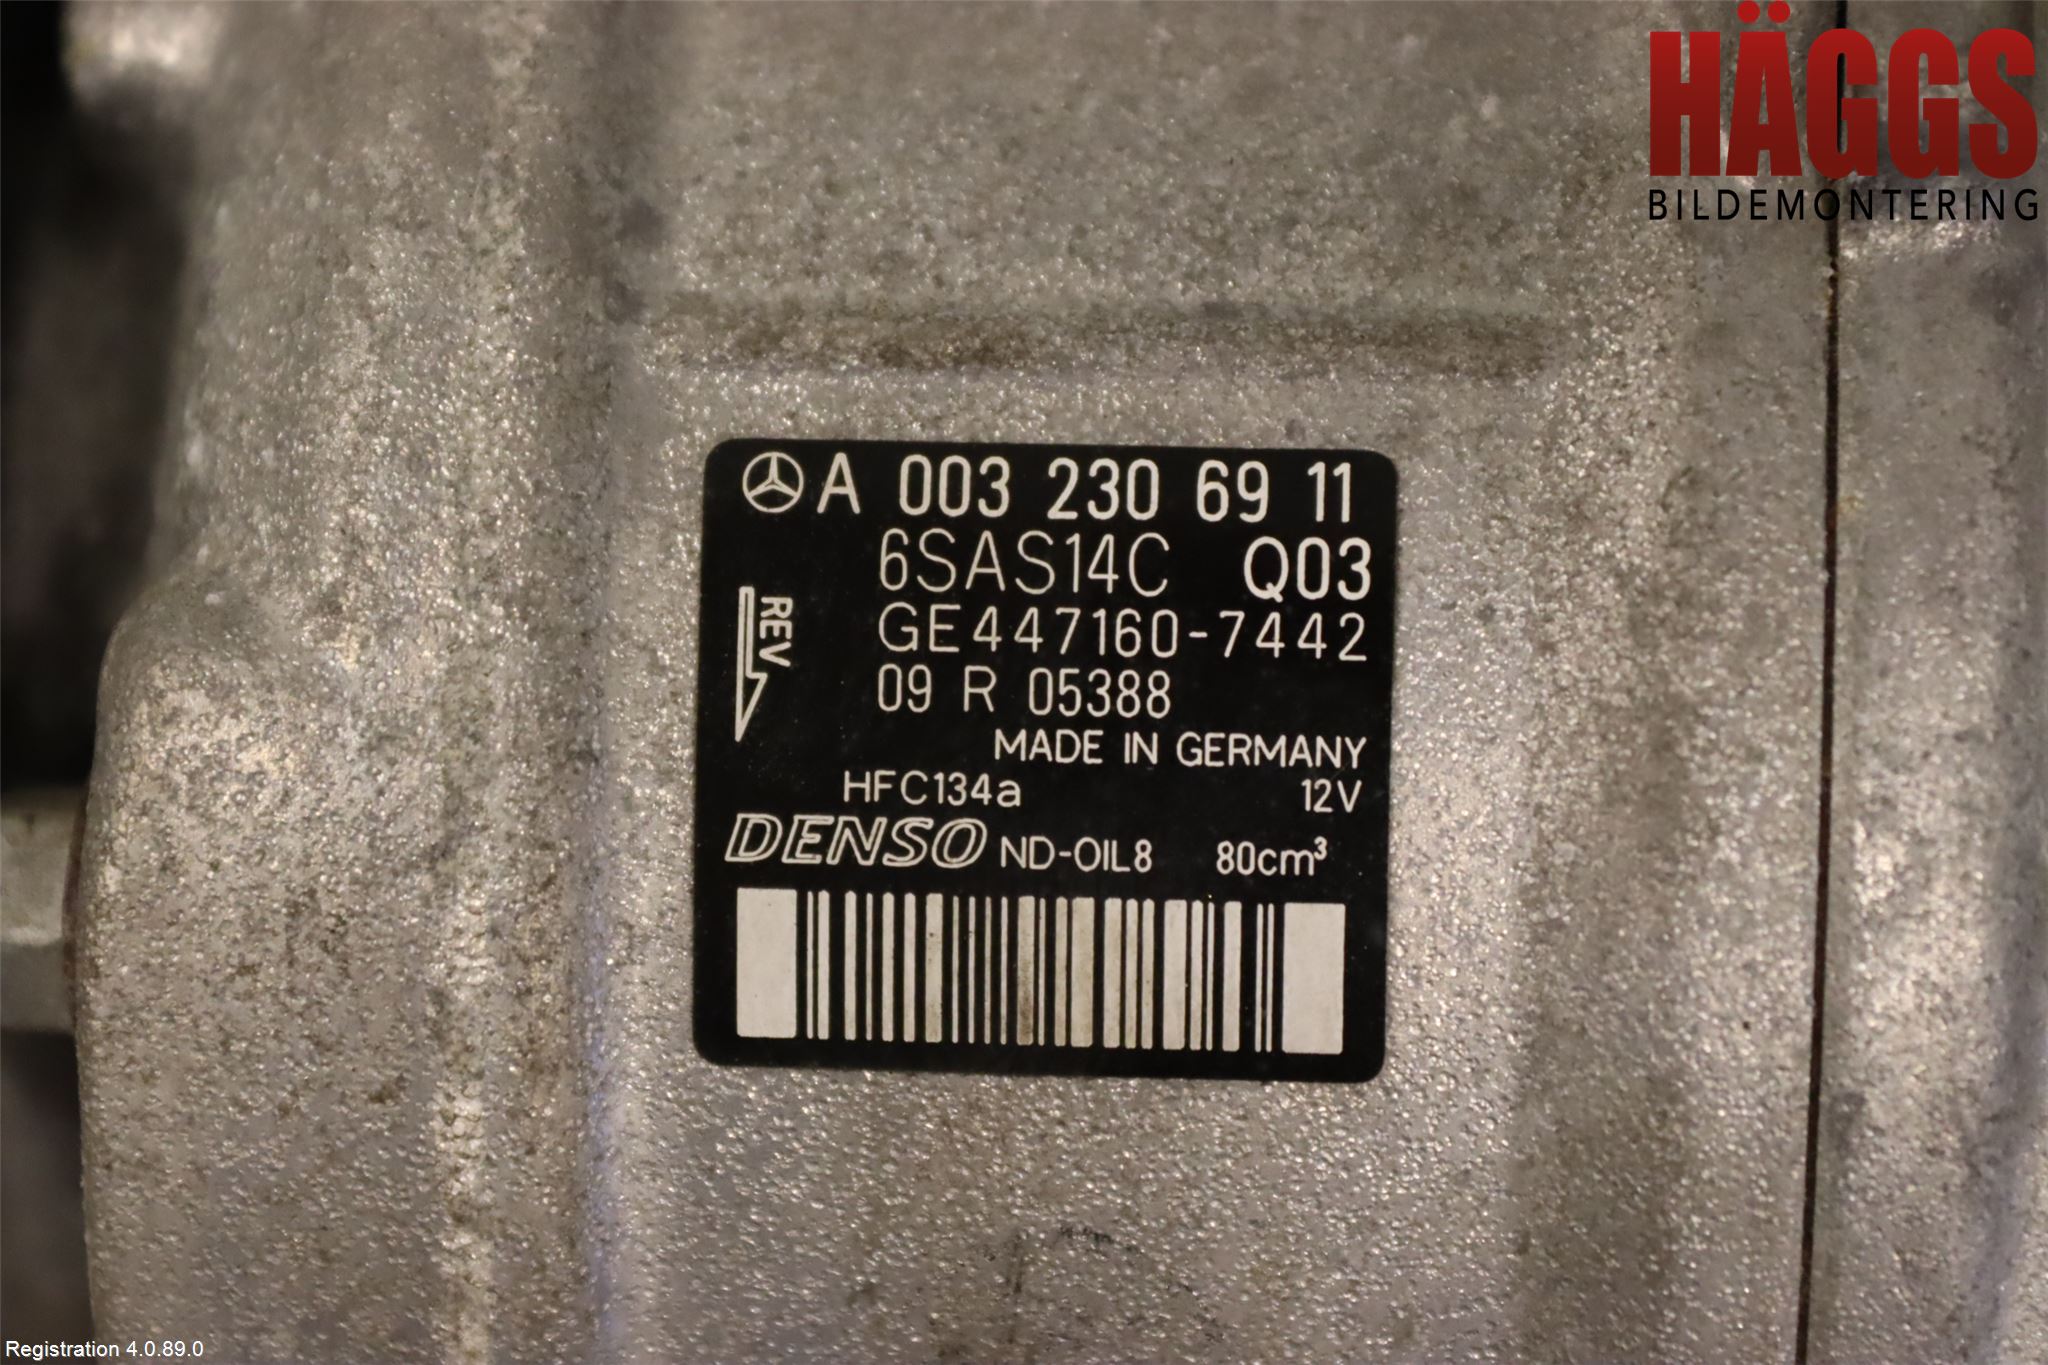 HÄGGS
BILDEMONTERING
A 003 230 69 11
6SAS14C Q03
REV
GE447160-7442
09 R 05388
MADE IN GERMANY
HFC134a 12V
DENSO ND-OIL8 80cm³
Registration 4.0.89.0